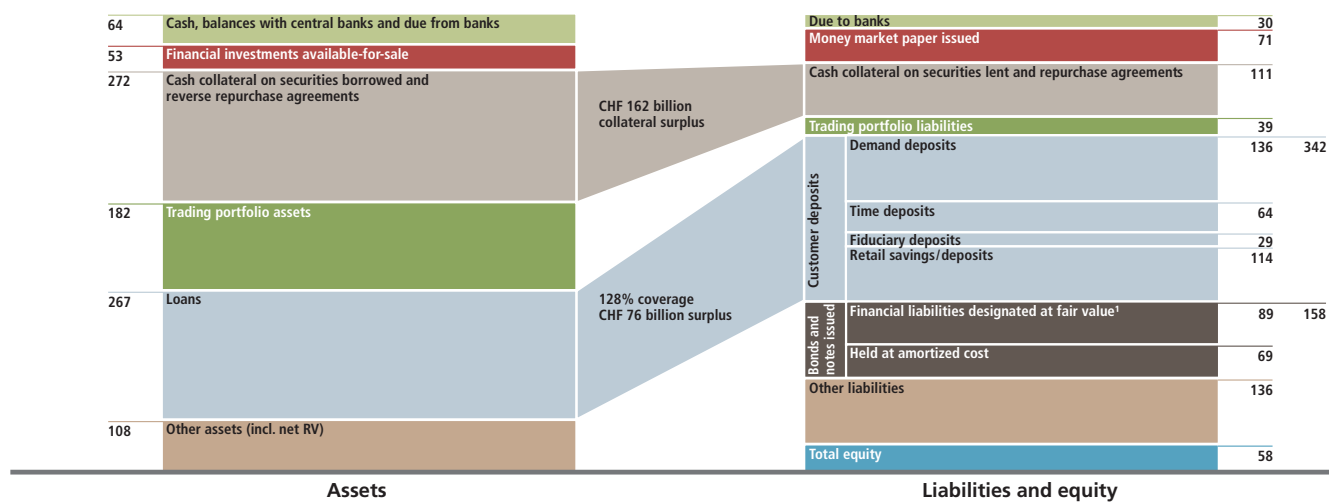 64 Cash, balances with central banks and due from banks
53 Financial investments available-for-sale
272 Cash collateral on securities borrowed and
reverse repurchase agreements
182 Trading portfolio assets
267 Loans
108 Other assets (incl. net RV)
Assets
CHF 162 billion
collateral surplus
128% coverage
CHF 76 billion surplus
Due to banks 30
Money market paper issued 71
Cash collateral on securities lent and repurchase agreements 111
Trading portfolio liabilities 39
Customer deposits
Demand deposits 136 342
Time deposits 64
Fiduciary deposits 29
Retail savings/deposits 114
Bonds and
notes issued
Financial liabilities designated at fair value¹ 89 158
Held at amortized cost 69
Other liabilities 136
Total equity 58
Liabilities and equity